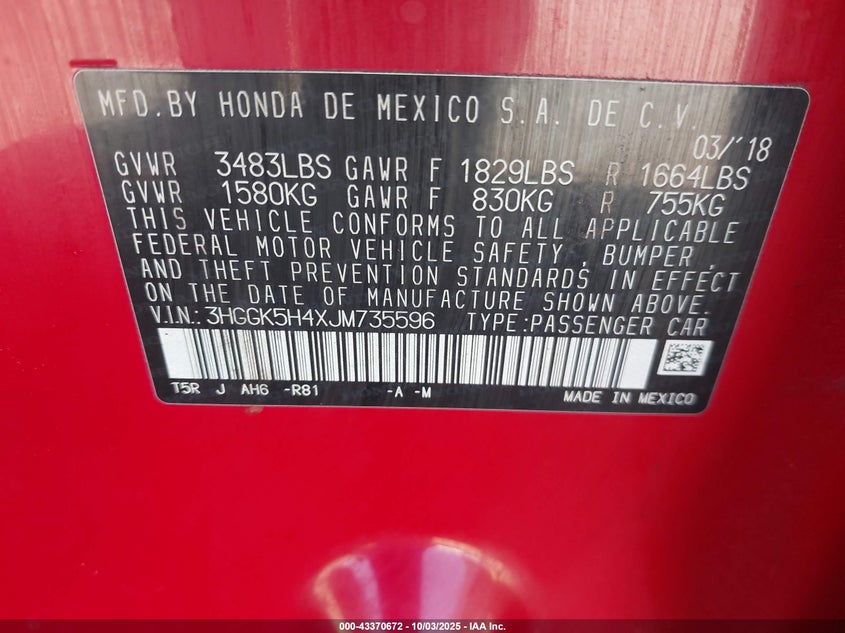 MFD.BY HONDA DE MEXICO S.A. DE C.V.
03/'18
GVWR 3483LBS GAWR F 1829LBS R 1664LBS
GVWR 1580KG GAWR F 830KG R 755KG
THIS VEHICLE CONFORMS TO ALL APPLICABLE
FEDERAL MOTOR VEHICLE SAFETY, BUMPER,
AND THEFT PREVENTION STANDARDS IN EFFECT
ON THE DATE OF MANUFACTURE SHOWN ABOVE.
V.I.N.: 3HGGK5H4XJM735596 TYPE:PASSENGER CAR
T5R J AH6 -R81 -A -M MADE IN MEXICO
000-43370672 | 10/03/2025 | IAA Inc.